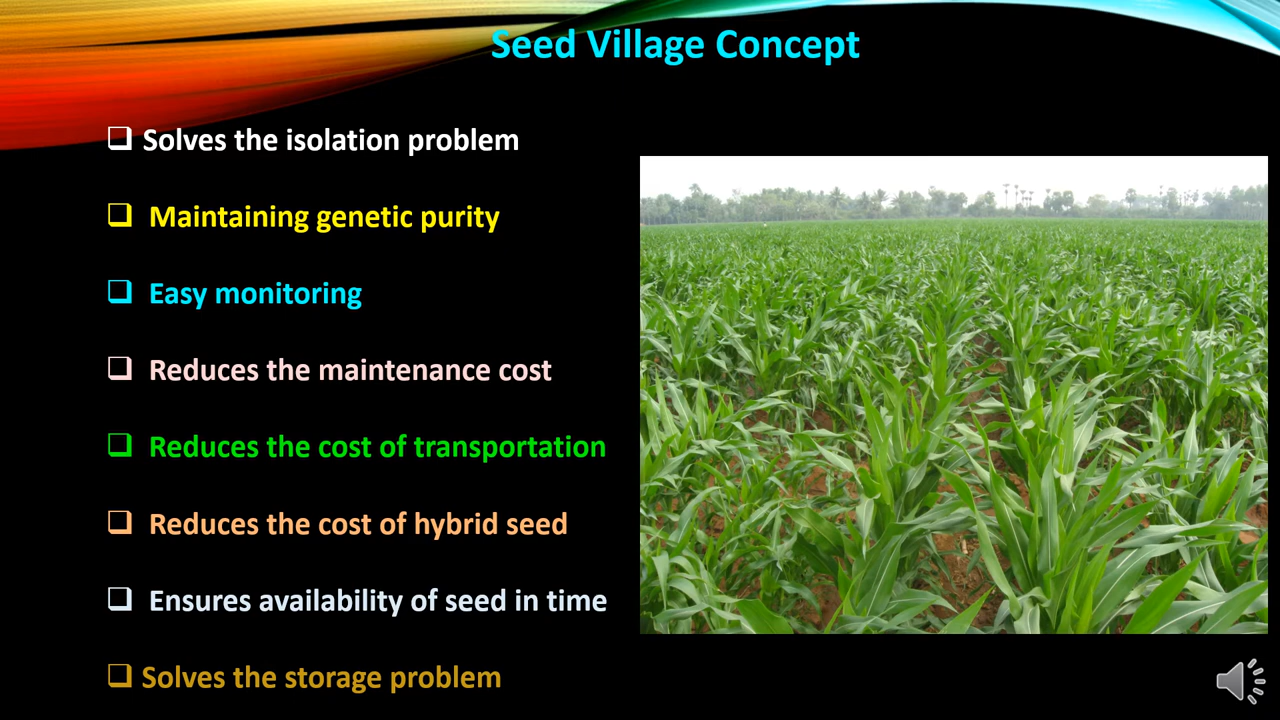 Seed Village Concept
❑ Solves the isolation problem
❑ Maintaining genetic purity
❑ Easy monitoring
❑ Reduces the maintenance cost
❑ Reduces the cost of transportation
❑ Reduces the cost of hybrid seed
❑ Ensures availability of seed in time
❑ Solves the storage problem